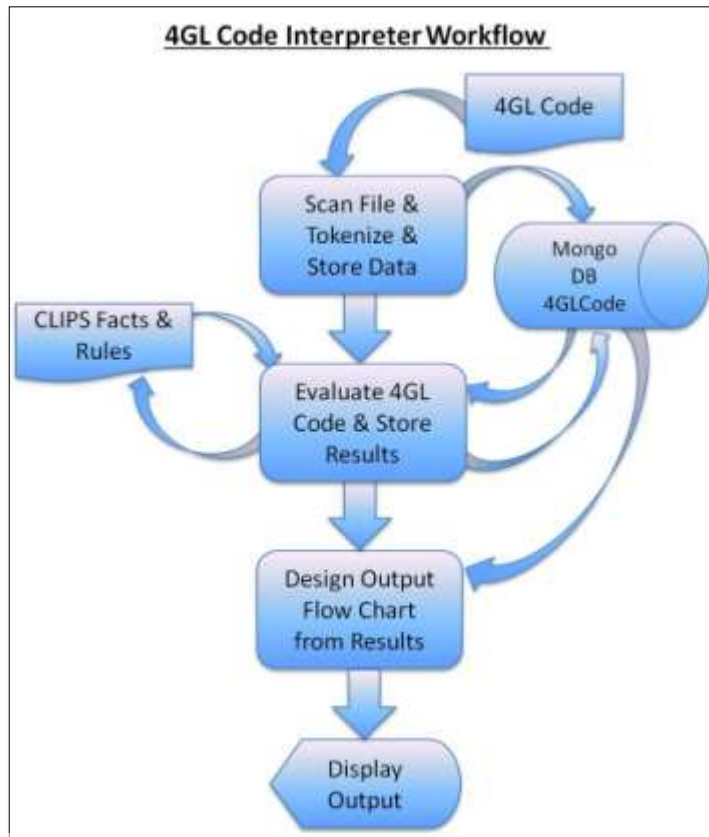 4GL Code Interpreter Workflow
4GL Code
Scan File &
Tokenize &
Store Data
Mongo
DB
4GLCode
CLIPS Facts &
Rules
Evaluate 4GL
Code & Store
Results
Design Output
Flow Chart
from Results
Display
Output